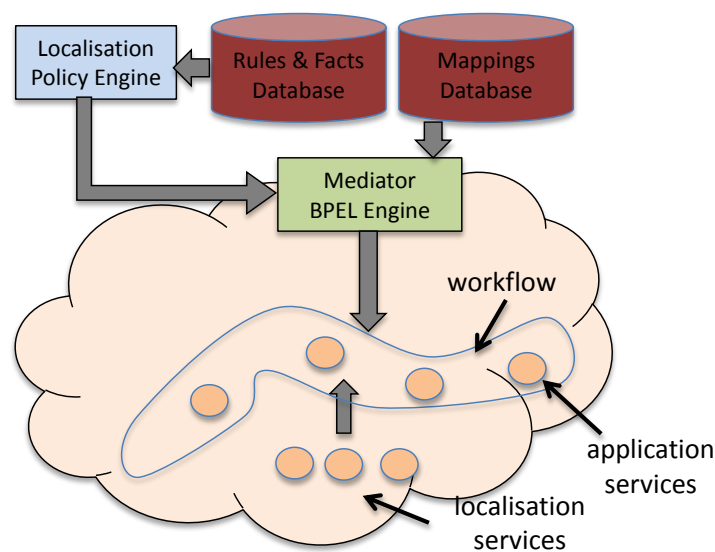 Localisation
Policy Engine
Rules & Facts
Database
Mappings
Database
Mediator
BPEL Engine
workflow
application
services
localisation
services